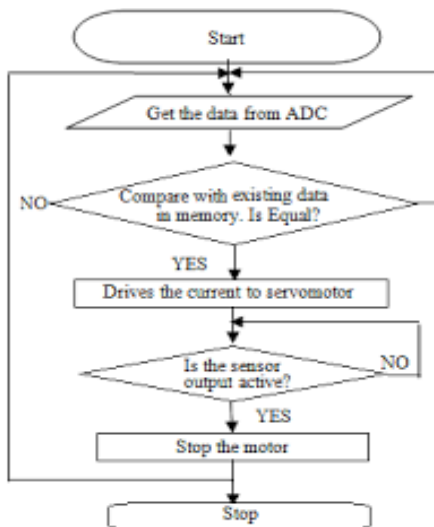 Start
Get the data from ADC
NO
Compare with existing data
in memory. Is Equal?
YES
Drives the current to servomotor
Is the sensor
output active?
NO
YES
Stop the motor
Stop